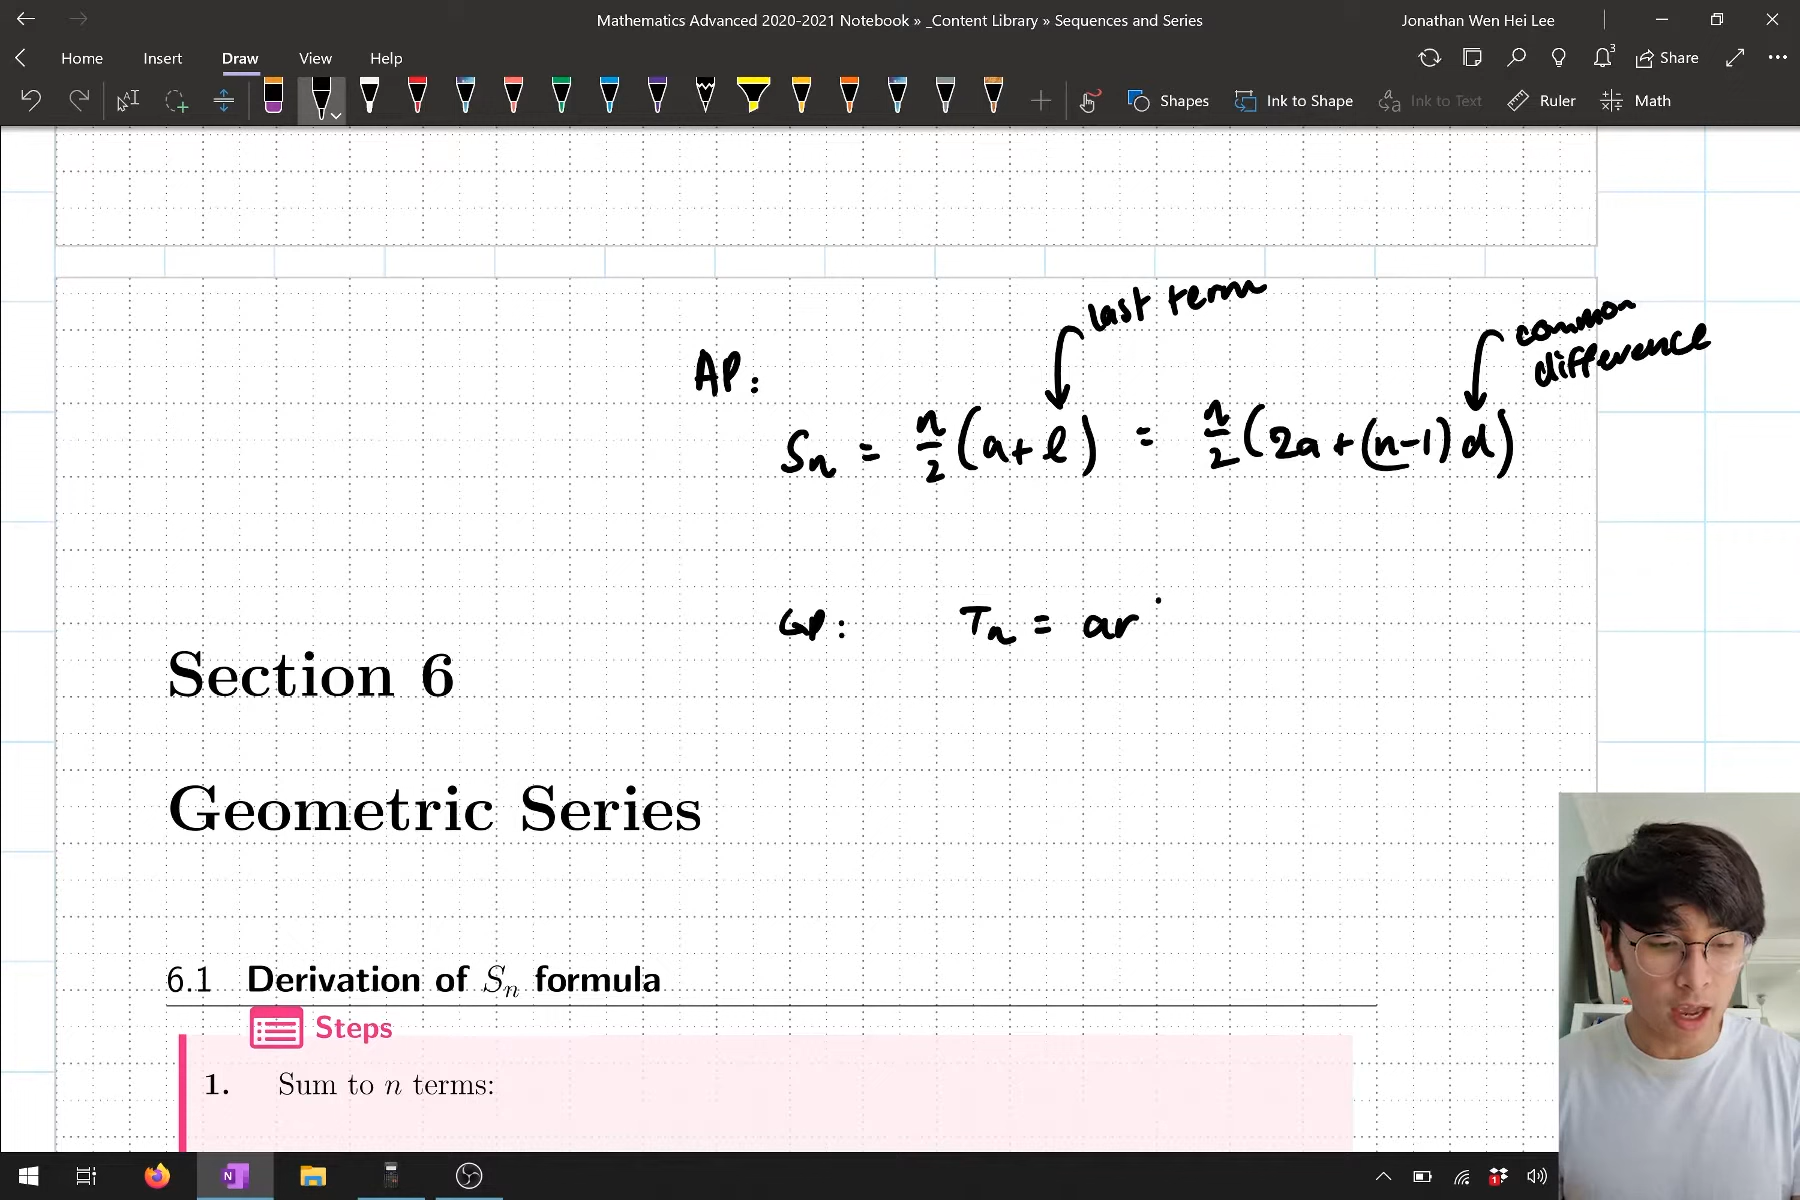 Mathematics Advanced 2020-2021 Notebook » _Content Library » Sequences and Series
Jonathan Wen Hei Lee
Home Insert Draw View Help
3
Share
Shapes Ink to Shape Ink to Text Ruler Math
last term
common
difference
AP:
Sn = n/2 (a+l) = n/2 (2a+(n-1)d)
GP: Tn = ar
Section 6
Geometric Series
6.1 Derivation of Sn formula
Steps
1. Sum to n terms:
N
1